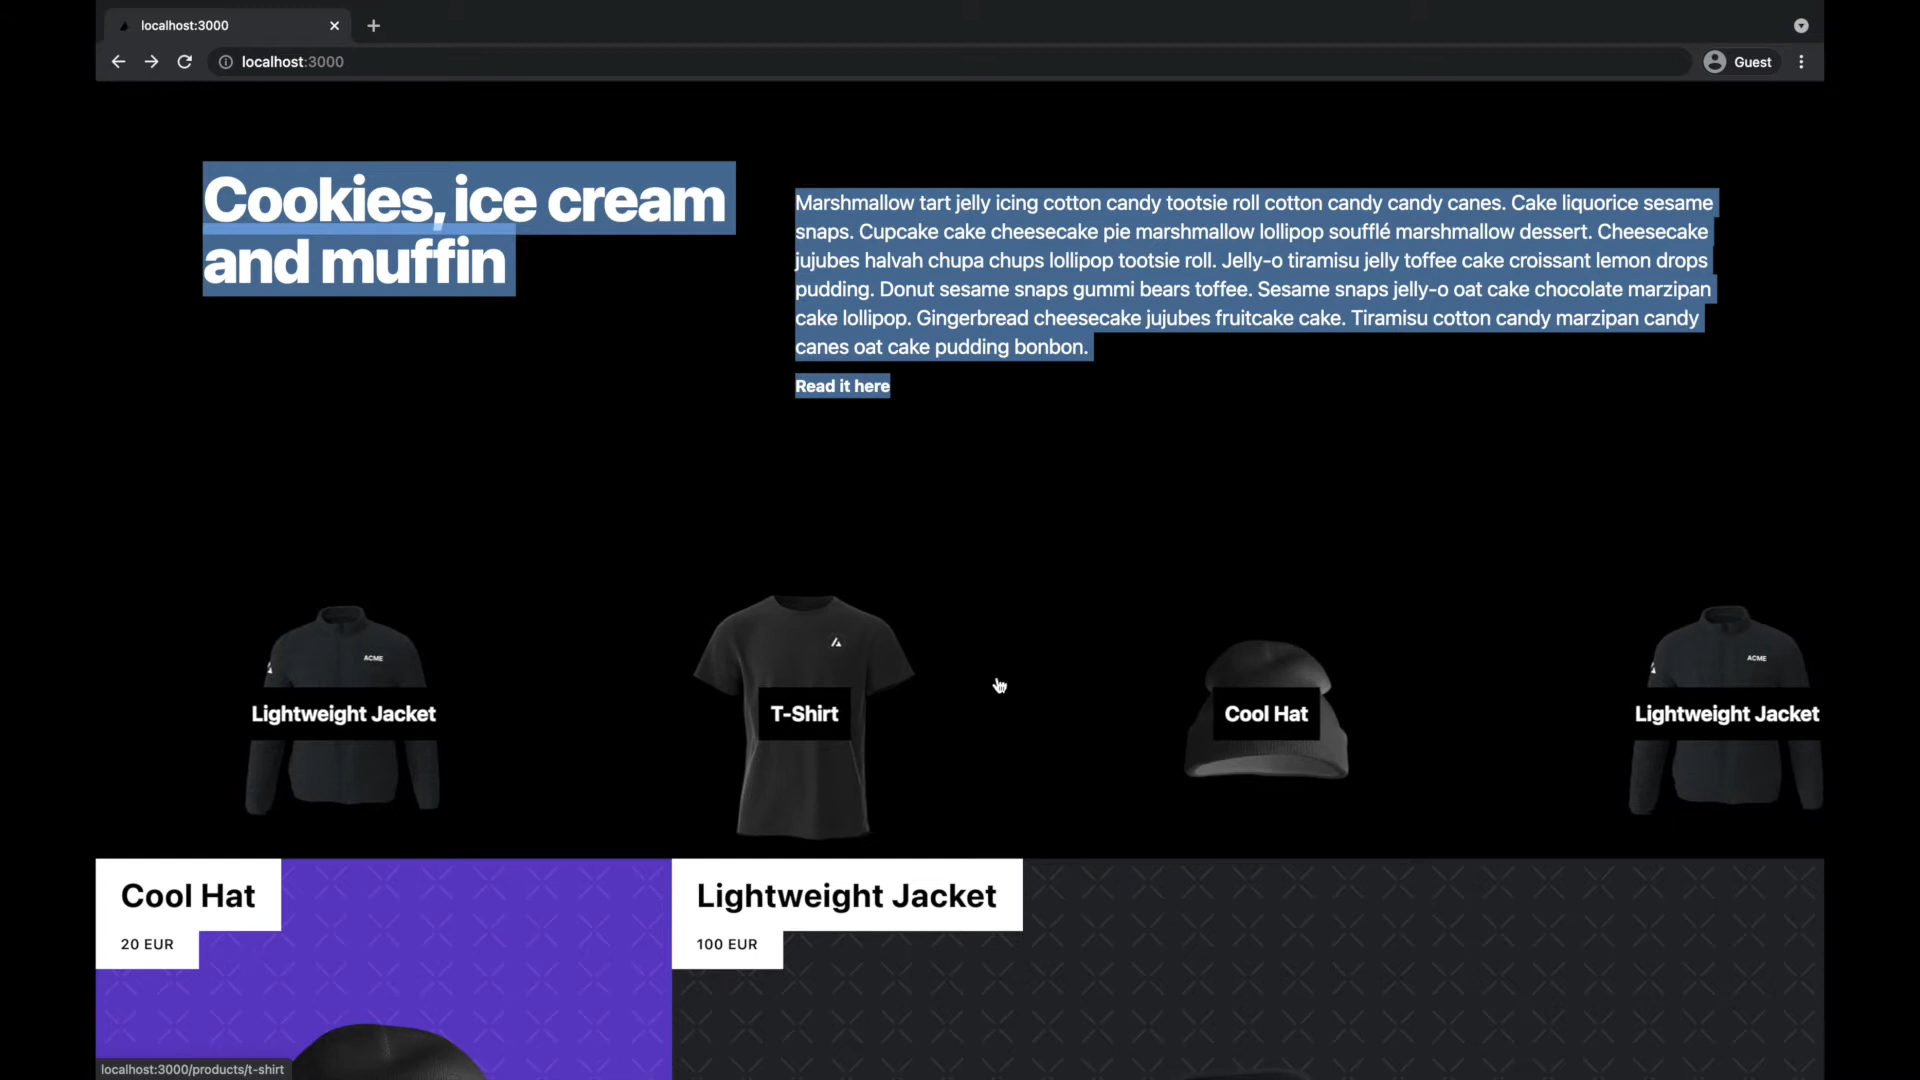 localhost:3000
localhost:3000
Guest
Cookies, ice cream
and muffin
Marshmallow tart jelly icing cotton candy tootsie roll cotton candy candy canes. Cake liquorice sesame
snaps. Cupcake cake cheesecake pie marshmallow lollipop soufflé marshmallow dessert. Cheesecake
jujubes halvah chupa chups lollipop tootsie roll. Jelly-o tiramisu jelly toffee cake croissant lemon drops
pudding. Donut sesame snaps gummi bears toffee. Sesame snaps jelly-o oat cake chocolate marzipan
cake lollipop. Gingerbread cheesecake jujubes fruitcake cake. Tiramisu cotton candy marzipan candy
canes oat cake pudding bonbon.
Read it here
ACME
ACME
Lightweight Jacket
T-Shirt
Cool Hat
Lightweight Jacket
Cool Hat
20 EUR
Lightweight Jacket
100 EUR
localhost:3000/products/t-shirt